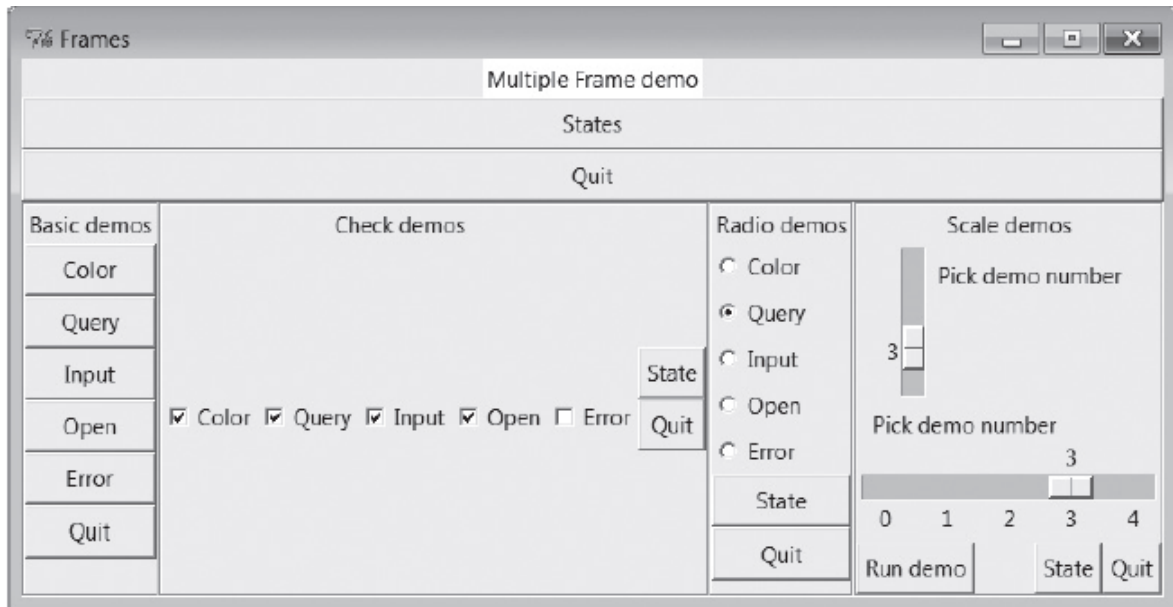 Frames
Multiple Frame demo
States
Quit
Basic demos
Color
Query
Input
Open
Error
Quit
Check demos
Color Query Input Open Error
State
Quit
Radio demos
Color
Query
Input
Open
Error
State
Quit
Scale demos
Pick demo number
3
Pick demo number
3
0 1 2 3 4
Run demo State Quit